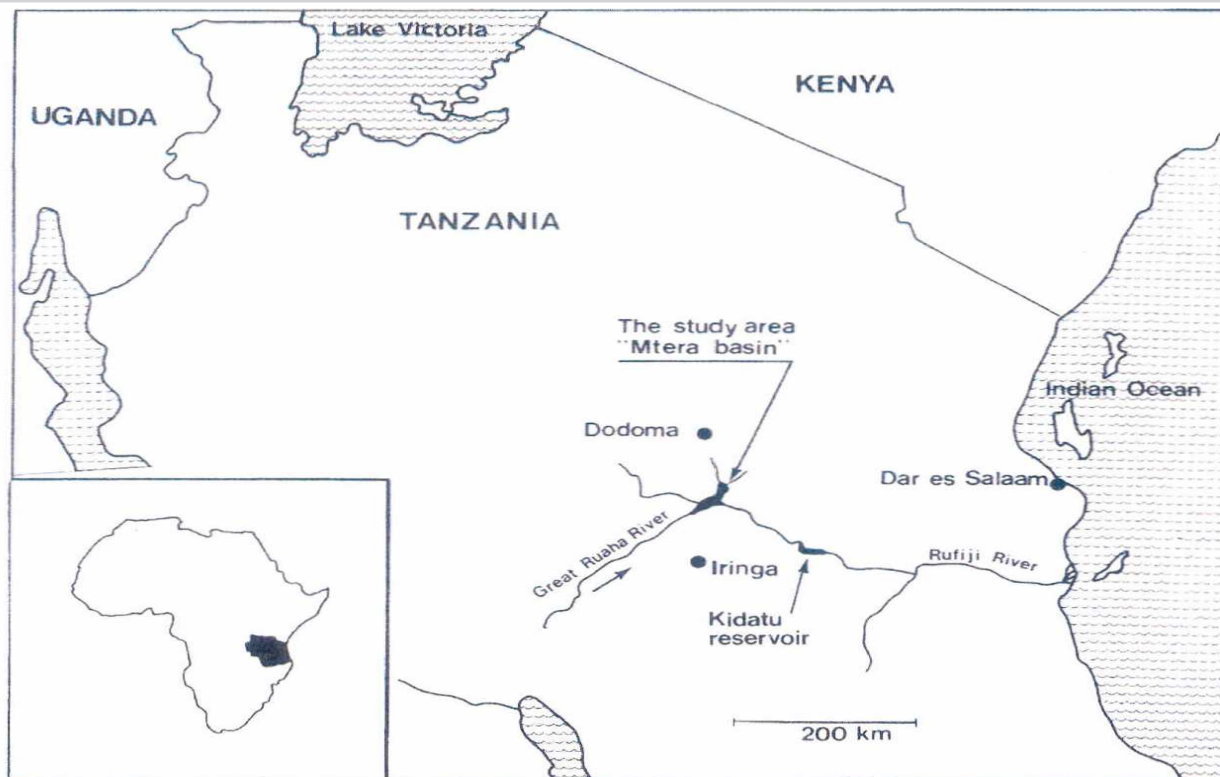 Lake Victoria
KENYA
UGANDA
TANZANIA
The study area
"Mtera basin"
Indian Ocean
Dodoma
Dar es Salaam
Great Ruaha River
Iringa
Rufiji River
Kidatu
reservoir
200 km